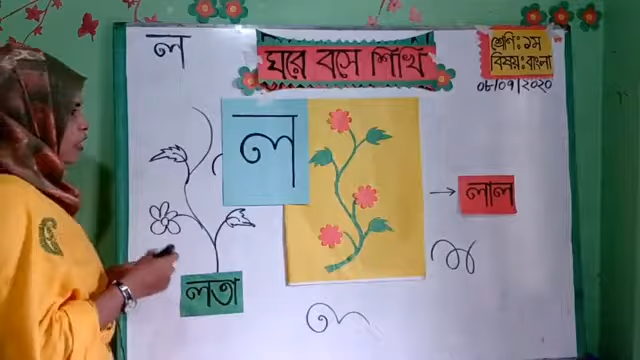 ল
ঘরে বসে শিখি
শ্রেণি: ১ম
বিষয়: বাংলা
০৮/০৭/২০২০
ল
লাল
লতা